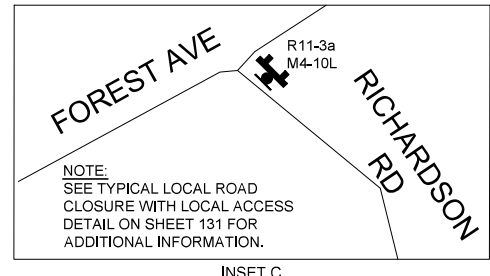 FOREST AVE
R11-3a
M4-10L
RICHARDSON
RD
NOTE:
SEE TYPICAL LOCAL ROAD
CLOSURE WITH LOCAL ACCESS
DETAIL ON SHEET 131 FOR
ADDITIONAL INFORMATION.
INSET C